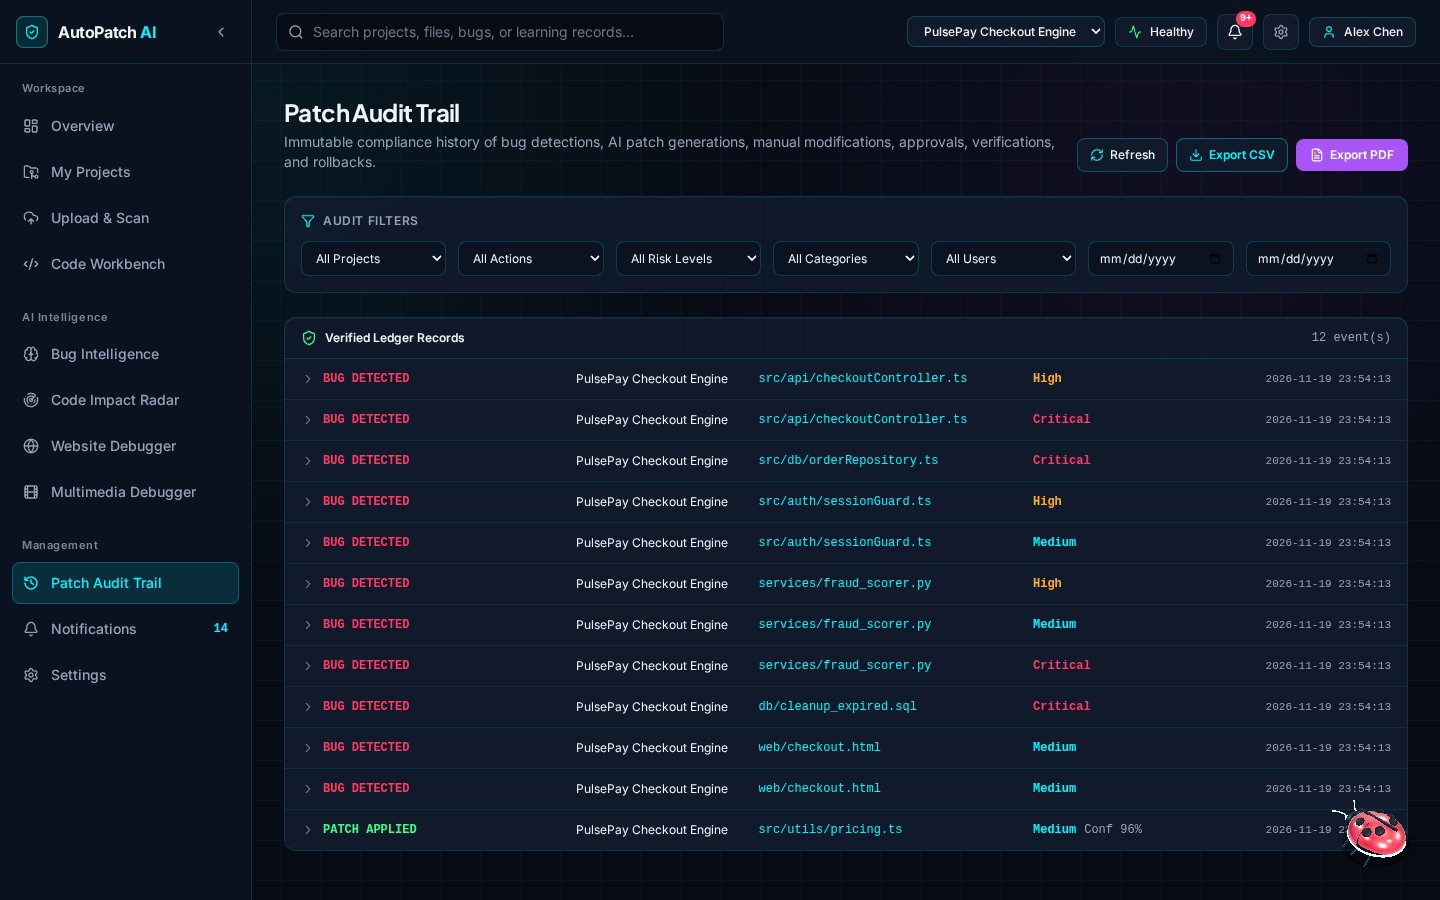 AutoPatch AI
Search projects, files, bugs, or learning records...
PulsePay Checkout Engine
Healthy
9+
Alex Chen
Workspace
Overview
My Projects
Upload & Scan
Code Workbench
AI Intelligence
Bug Intelligence
Code Impact Radar
Website Debugger
Multimedia Debugger
Management
Patch Audit Trail
Notifications 14
Settings
Patch Audit Trail
Immutable compliance history of bug detections, AI patch generations, manual modifications, approvals, verifications,
and rollbacks.
Refresh
Export CSV
Export PDF
AUDIT FILTERS
All Projects
All Actions
All Risk Levels
All Categories
All Users
mm/dd/yyyy
mm/dd/yyyy
Verified Ledger Records 12 event(s)
BUG DETECTED PulsePay Checkout Engine src/api/checkoutController.ts High 2026-11-19 23:54:13
BUG DETECTED PulsePay Checkout Engine src/api/checkoutController.ts Critical 2026-11-19 23:54:13
BUG DETECTED PulsePay Checkout Engine src/db/orderRepository.ts Critical 2026-11-19 23:54:13
BUG DETECTED PulsePay Checkout Engine src/auth/sessionGuard.ts High 2026-11-19 23:54:13
BUG DETECTED PulsePay Checkout Engine src/auth/sessionGuard.ts Medium 2026-11-19 23:54:13
BUG DETECTED PulsePay Checkout Engine services/fraud_scorer.py High 2026-11-19 23:54:13
BUG DETECTED PulsePay Checkout Engine services/fraud_scorer.py Medium 2026-11-19 23:54:13
BUG DETECTED PulsePay Checkout Engine services/fraud_scorer.py Critical 2026-11-19 23:54:13
BUG DETECTED PulsePay Checkout Engine db/cleanup_expired.sql Critical 2026-11-19 23:54:13
BUG DETECTED PulsePay Checkout Engine web/checkout.html Medium 2026-11-19 23:54:13
BUG DETECTED PulsePay Checkout Engine web/checkout.html Medium 2026-11-19 23:54:13
PATCH APPLIED PulsePay Checkout Engine src/utils/pricing.ts Medium Conf 96% 2026-11-19